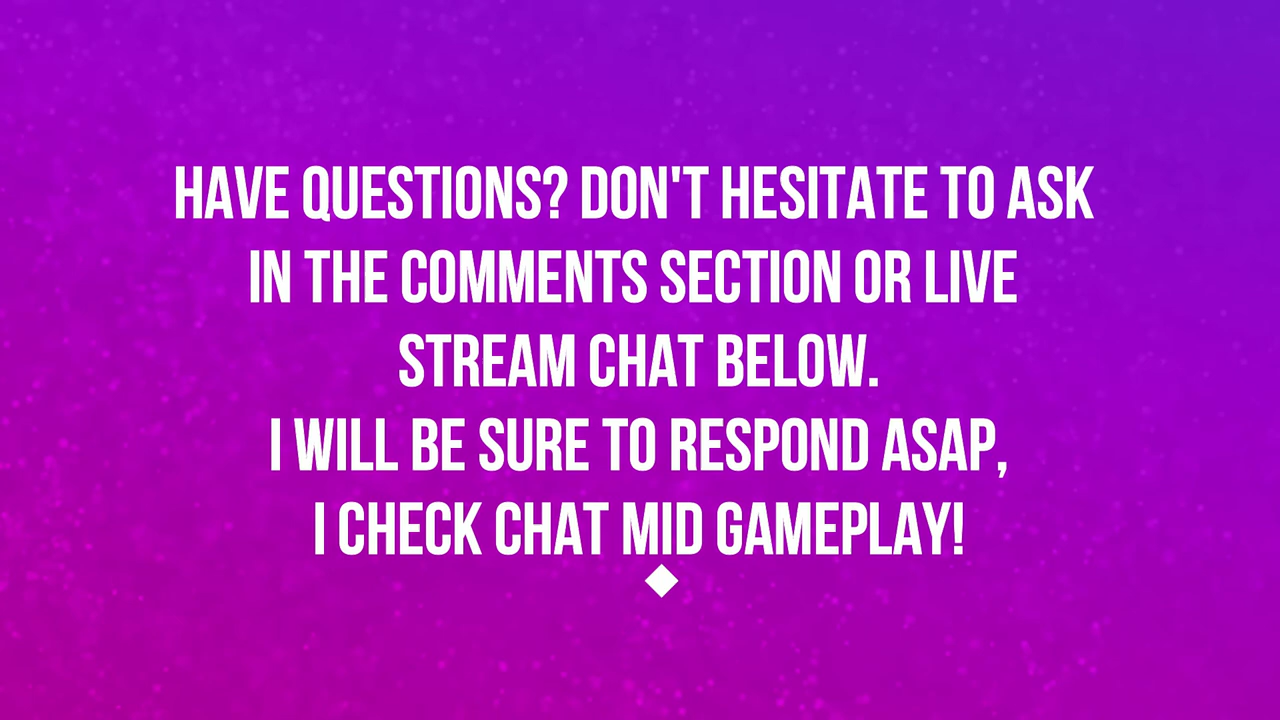 HAVE QUESTIONS? DON'T HESITATE TO ASK
IN THE COMMENTS SECTION OR LIVE
STREAM CHAT BELOW.
I WILL BE SURE TO RESPOND ASAP,
I CHECK CHAT MID GAMEPLAY!